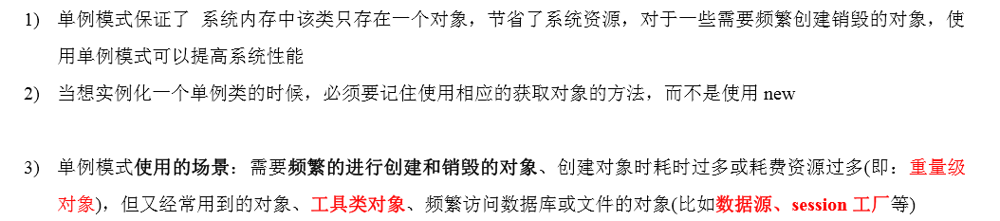 1) 单例模式保证了 系统内存中该类只存在一个对象，节省了系统资源，对于一些需要频繁创建销毁的对象，使
用单例模式可以提高系统性能
2) 当想实例化一个单例类的时候，必须要记住使用相应的获取对象的方法，而不是使用 new
3) 单例模式使用的场景：需要频繁的进行创建和销毁的对象、创建对象时耗时过多或耗费资源过多(即：重量级
对象)，但又经常用到的对象、工具类对象、频繁访问数据库或文件的对象(比如数据源、session 工厂等)